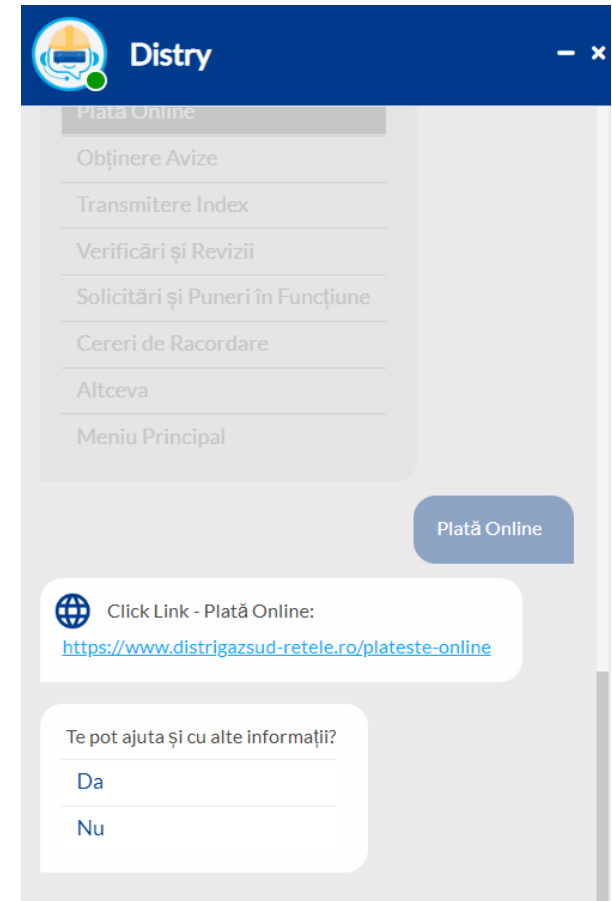 Distry
Plată Online
Obținere Avize
Transmitere Index
Verificări și Revizii
Solicitări și Puneri în Funcțiune
Cereri de Racordare
Altceva
Meniu Principal
Plată Online
Click Link - Plată Online:
https://www.distrigazsud-retele.ro/plateste-online
Te pot ajuta și cu alte informații?
Da
Nu